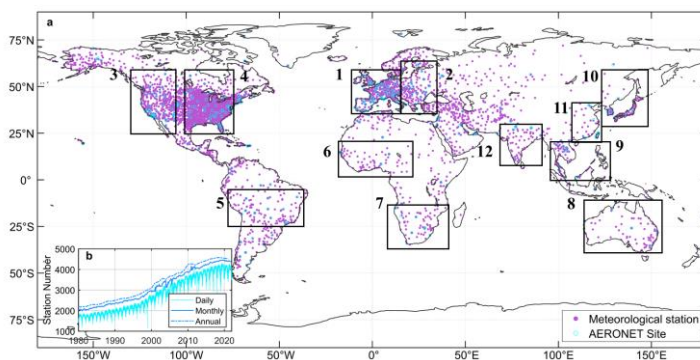 a
75°N
50°N
25°N
0°
25°S
50°S
75°S
3
4
1
2
10
11
12
9
6
5
7
8
b
Station Number
5000
4000
3000
2000
1000
Daily
Monthly
Annual
1980
1990
2000
2010
2020
Meteorological station
AERONET Site
150°W
100°W
50°W
0°
50°E
100°E
150°E